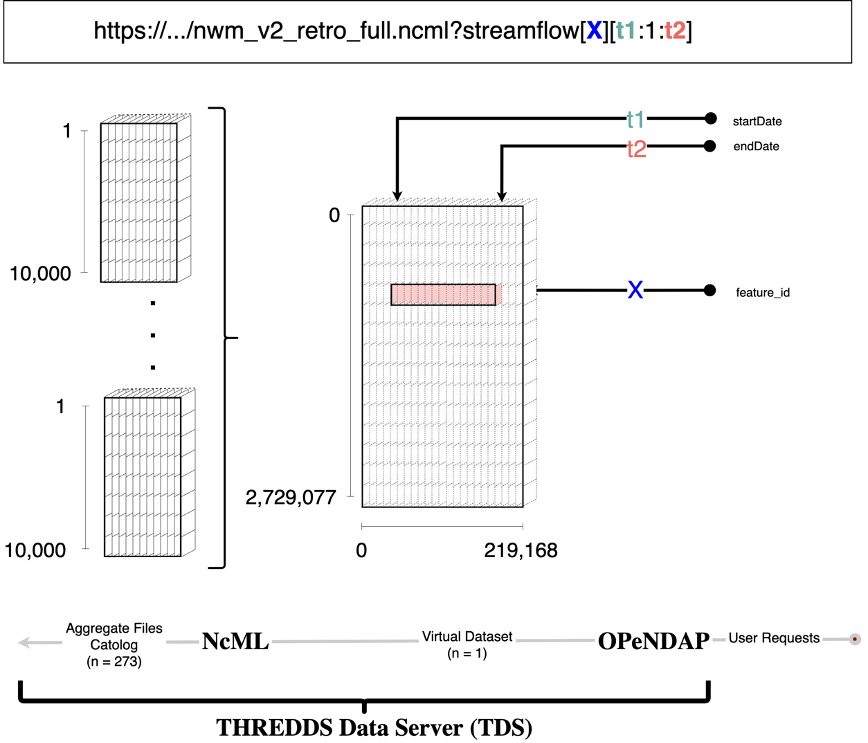 https://.../nwm_v2_retro_full.ncml?streamflow[X][t1:1:t2]
1
10,000
1
10,000
t1
startDate
t2
endDate
0
X
feature_id
2,729,077
0
219,168
Aggregate Files
Catolog
(n = 273)
NcML
Virtual Dataset
(n = 1)
OPeNDAP
User Requests
THREDDS Data Server (TDS)